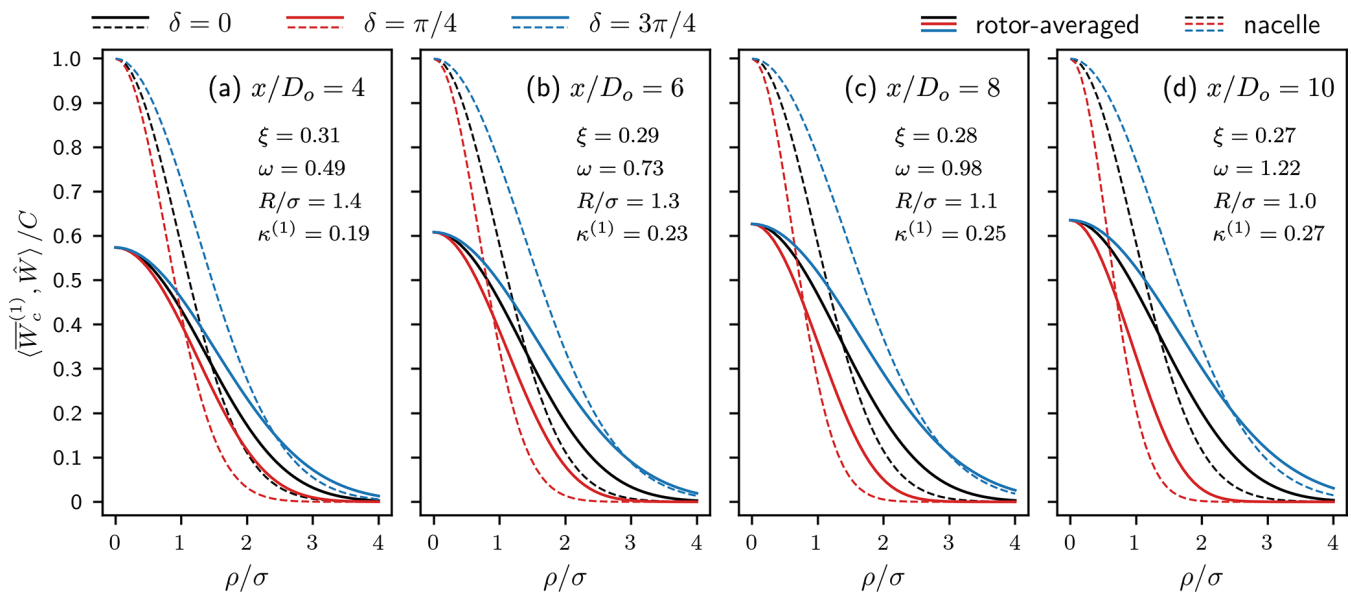 δ = 0 δ = π/4 δ = 3π/4 rotor-averaged nacelle
⟨W̅_c^{(1)}, Ŵ⟩/C
1.0
0.9
0.8
0.7
0.6
0.5
0.4
0.3
0.2
0.1
0
(a) x/D_o = 4
ξ = 0.31
ω = 0.49
R/σ = 1.4
κ^{(1)} = 0.19
0 1 2 3 4
ρ/σ
(b) x/D_o = 6
ξ = 0.29
ω = 0.73
R/σ = 1.3
κ^{(1)} = 0.23
0 1 2 3 4
ρ/σ
(c) x/D_o = 8
ξ = 0.28
ω = 0.98
R/σ = 1.1
κ^{(1)} = 0.25
0 1 2 3 4
ρ/σ
(d) x/D_o = 10
ξ = 0.27
ω = 1.22
R/σ = 1.0
κ^{(1)} = 0.27
0 1 2 3 4
ρ/σ